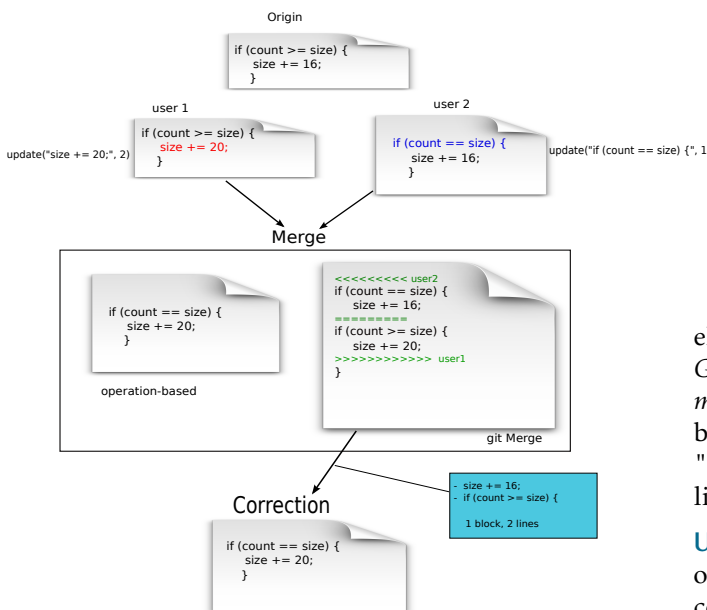 Origin
if (count >= size) {
size += 16;
}
user 1
user 2
update("size += 20;", 2)
if (count >= size) {
size += 20;
}
if (count == size) {
size += 16;
}
update("if (count == size) {", 1
Merge
if (count == size) {
size += 20;
}
operation-based
<<<<<<<<< user2
if (count == size) {
size += 16;
=========
if (count >= size) {
size += 20;
>>>>>>>>>>>> user1
}
git Merge
- size += 16;
- if (count >= size) {
1 block, 2 lines
Correction
if (count == size) {
size += 20;
}